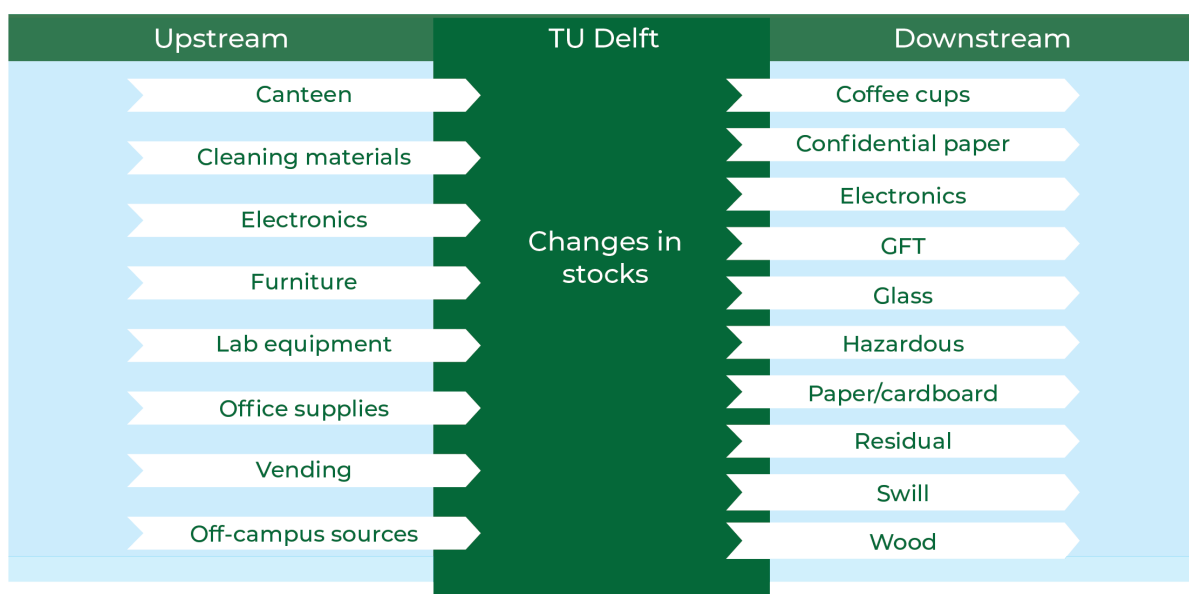 Upstream
TU Delft
Downstream
Canteen
Cleaning materials
Electronics
Furniture
Lab equipment
Office supplies
Vending
Off-campus sources
Changes in
stocks
Coffee cups
Confidential paper
Electronics
GFT
Glass
Hazardous
Paper/cardboard
Residual
Swill
Wood